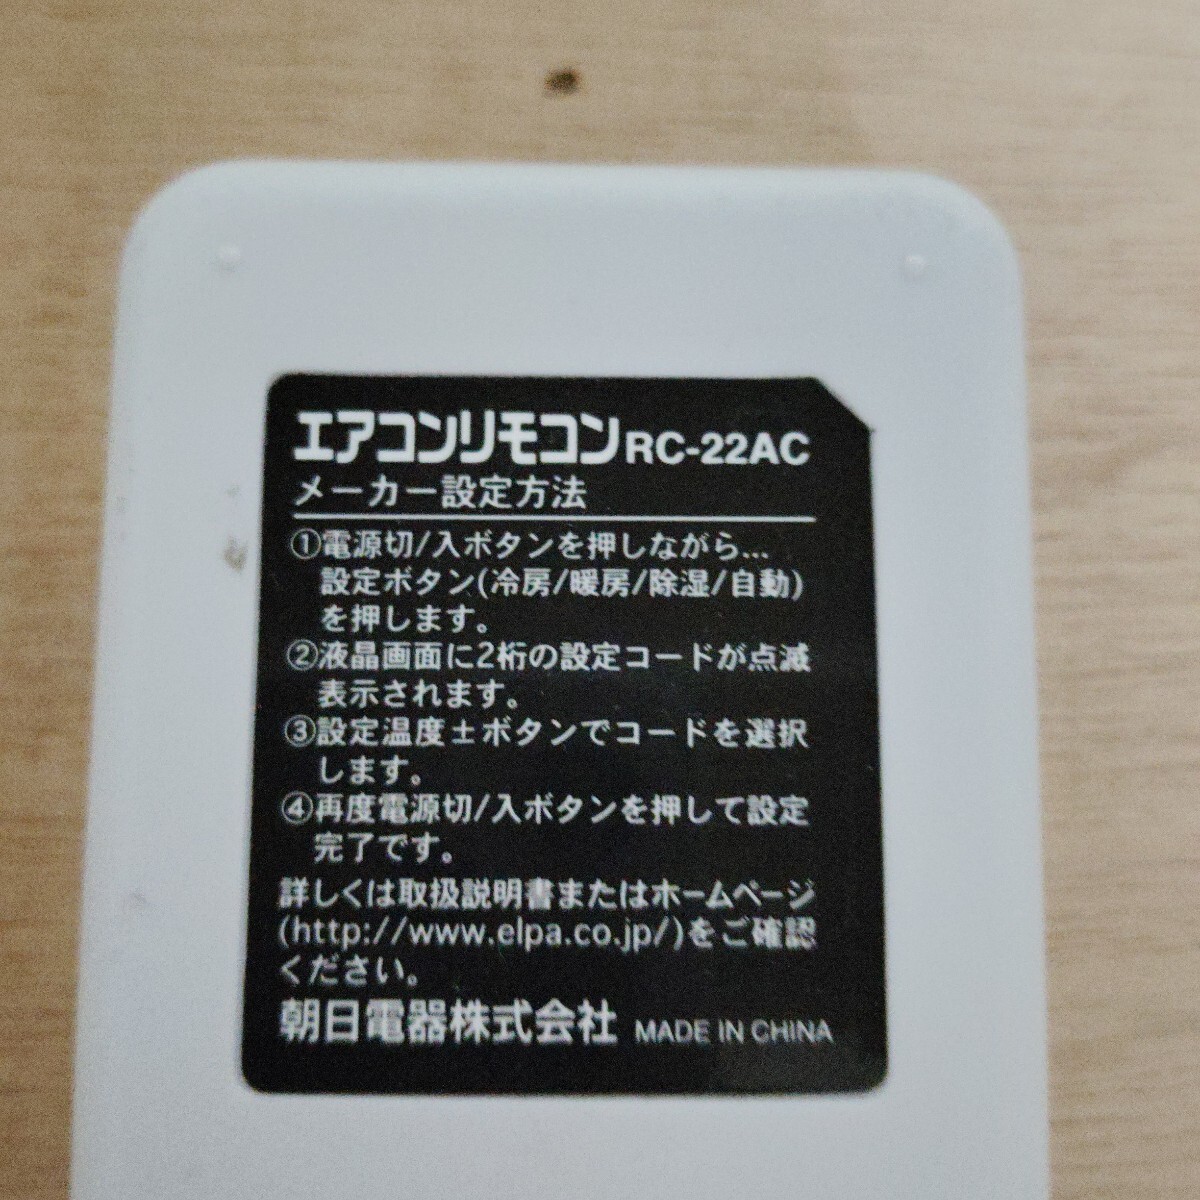 エアコンリモコンRC-22AC
メーカー設定方法
①電源切/入ボタンを押しながら…
設定ボタン(冷房/暖房/除湿/自動)
を押します。
②液晶画面に2桁の設定コードが点滅
表示されます。
③設定温度±ボタンでコードを選択
します。
④再度電源切/入ボタンを押して設定
完了です。
詳しくは取扱説明書またはホームページ
(http://www.elpa.co.jp/)をご確認
ください。
朝日電器株式会社 MADE IN CHINA